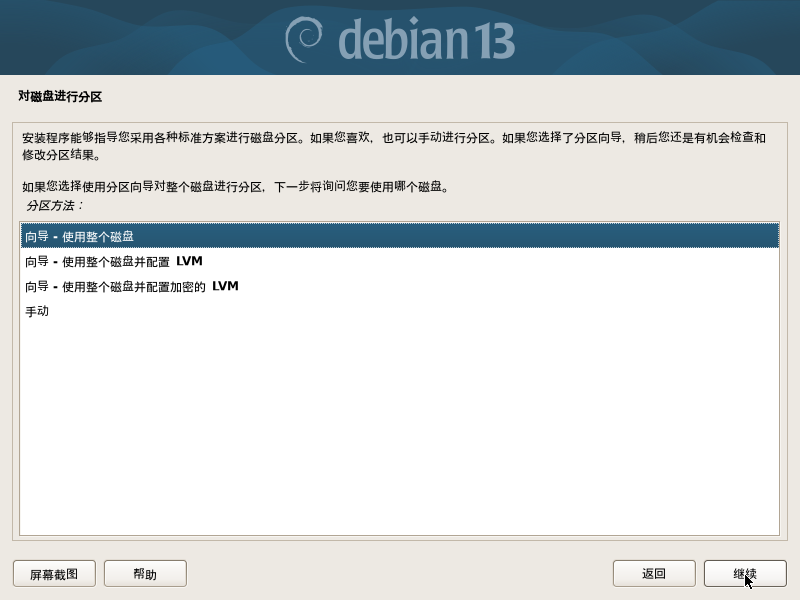 debian 13
对磁盘进行分区
安装程序能够指导您采用各种标准方案进行磁盘分区。如果您喜欢，也可以手动进行分区。如果您选择了分区向导，稍后您还是有机会检查和
修改分区结果。
如果您选择使用分区向导对整个磁盘进行分区，下一步将询问您要使用哪个磁盘。
分区方法：
向导 - 使用整个磁盘
向导 - 使用整个磁盘并配置 LVM
向导 - 使用整个磁盘并配置加密的 LVM
手动
屏幕截图 帮助 返回 继续